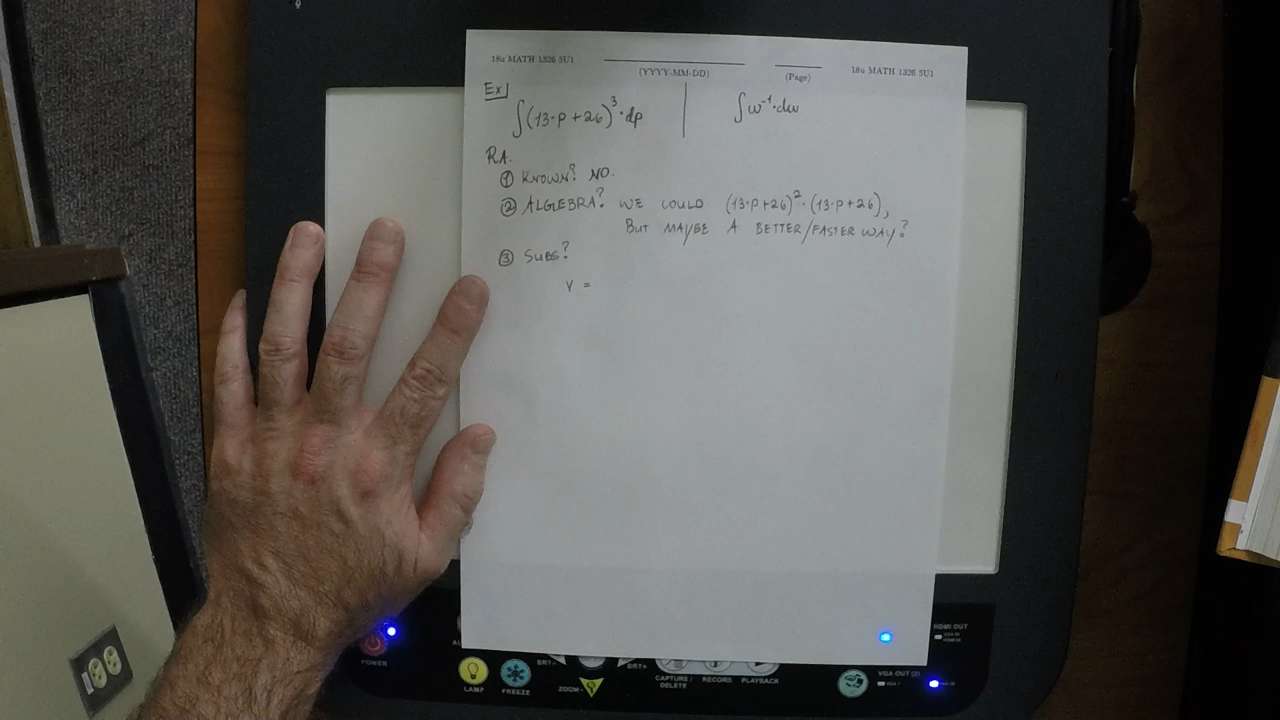 18u MATH 1326 5U1 (YYYY-MM-DD) (Page) 18u MATH 1326 5U1
Ex
∫(13·p+26)³·dp | ∫w⁻¹·dw
RA.
① KNOWN? NO.
② ALGEBRA? WE COULD (13·p+26)²·(13·p+26),
BUT MAYBE A BETTER/FASTER WAY?
③ SUBS?
v =
POWER
LAMP
FREEZE
BRT-
ZOOM-
BRT+
CAPTURE/
DELETE
RECORD
PLAYBACK
HDMI OUT
VGA OUT (2)